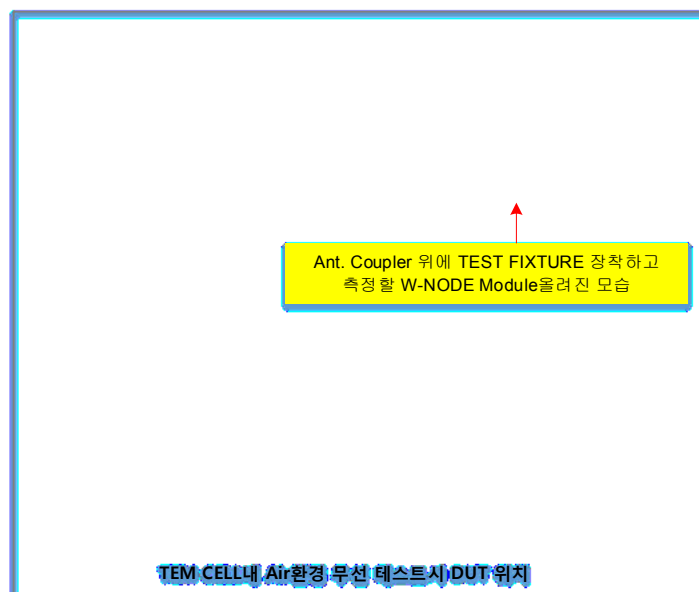 Ant. Coupler 위에 TEST FIXTURE 장착하고
측정할 W-NODE Module올려진 모습
TEM CELL내 Air환경 무선 테스트시 DUT 위치